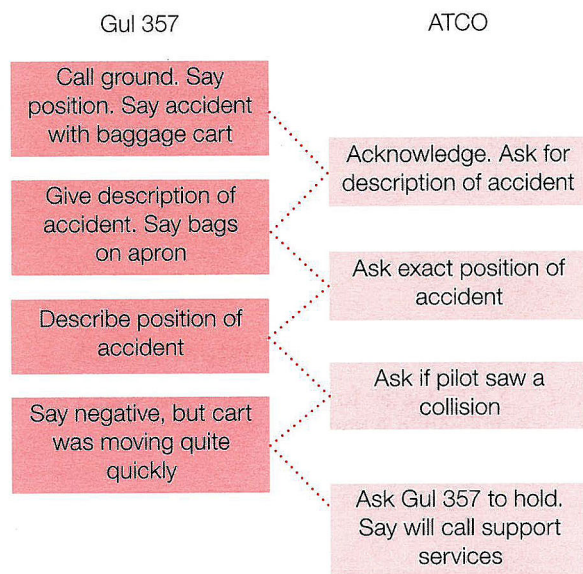 Gul 357
ATCO
Call ground. Say
position. Say accident
with baggage cart
Acknowledge. Ask for
description of accident
Give description of
accident. Say bags
on apron
Ask exact position of
accident
Describe position of
accident
Ask if pilot saw a
collision
Say negative, but cart
was moving quite
quickly
Ask Gul 357 to hold.
Say will call support
services